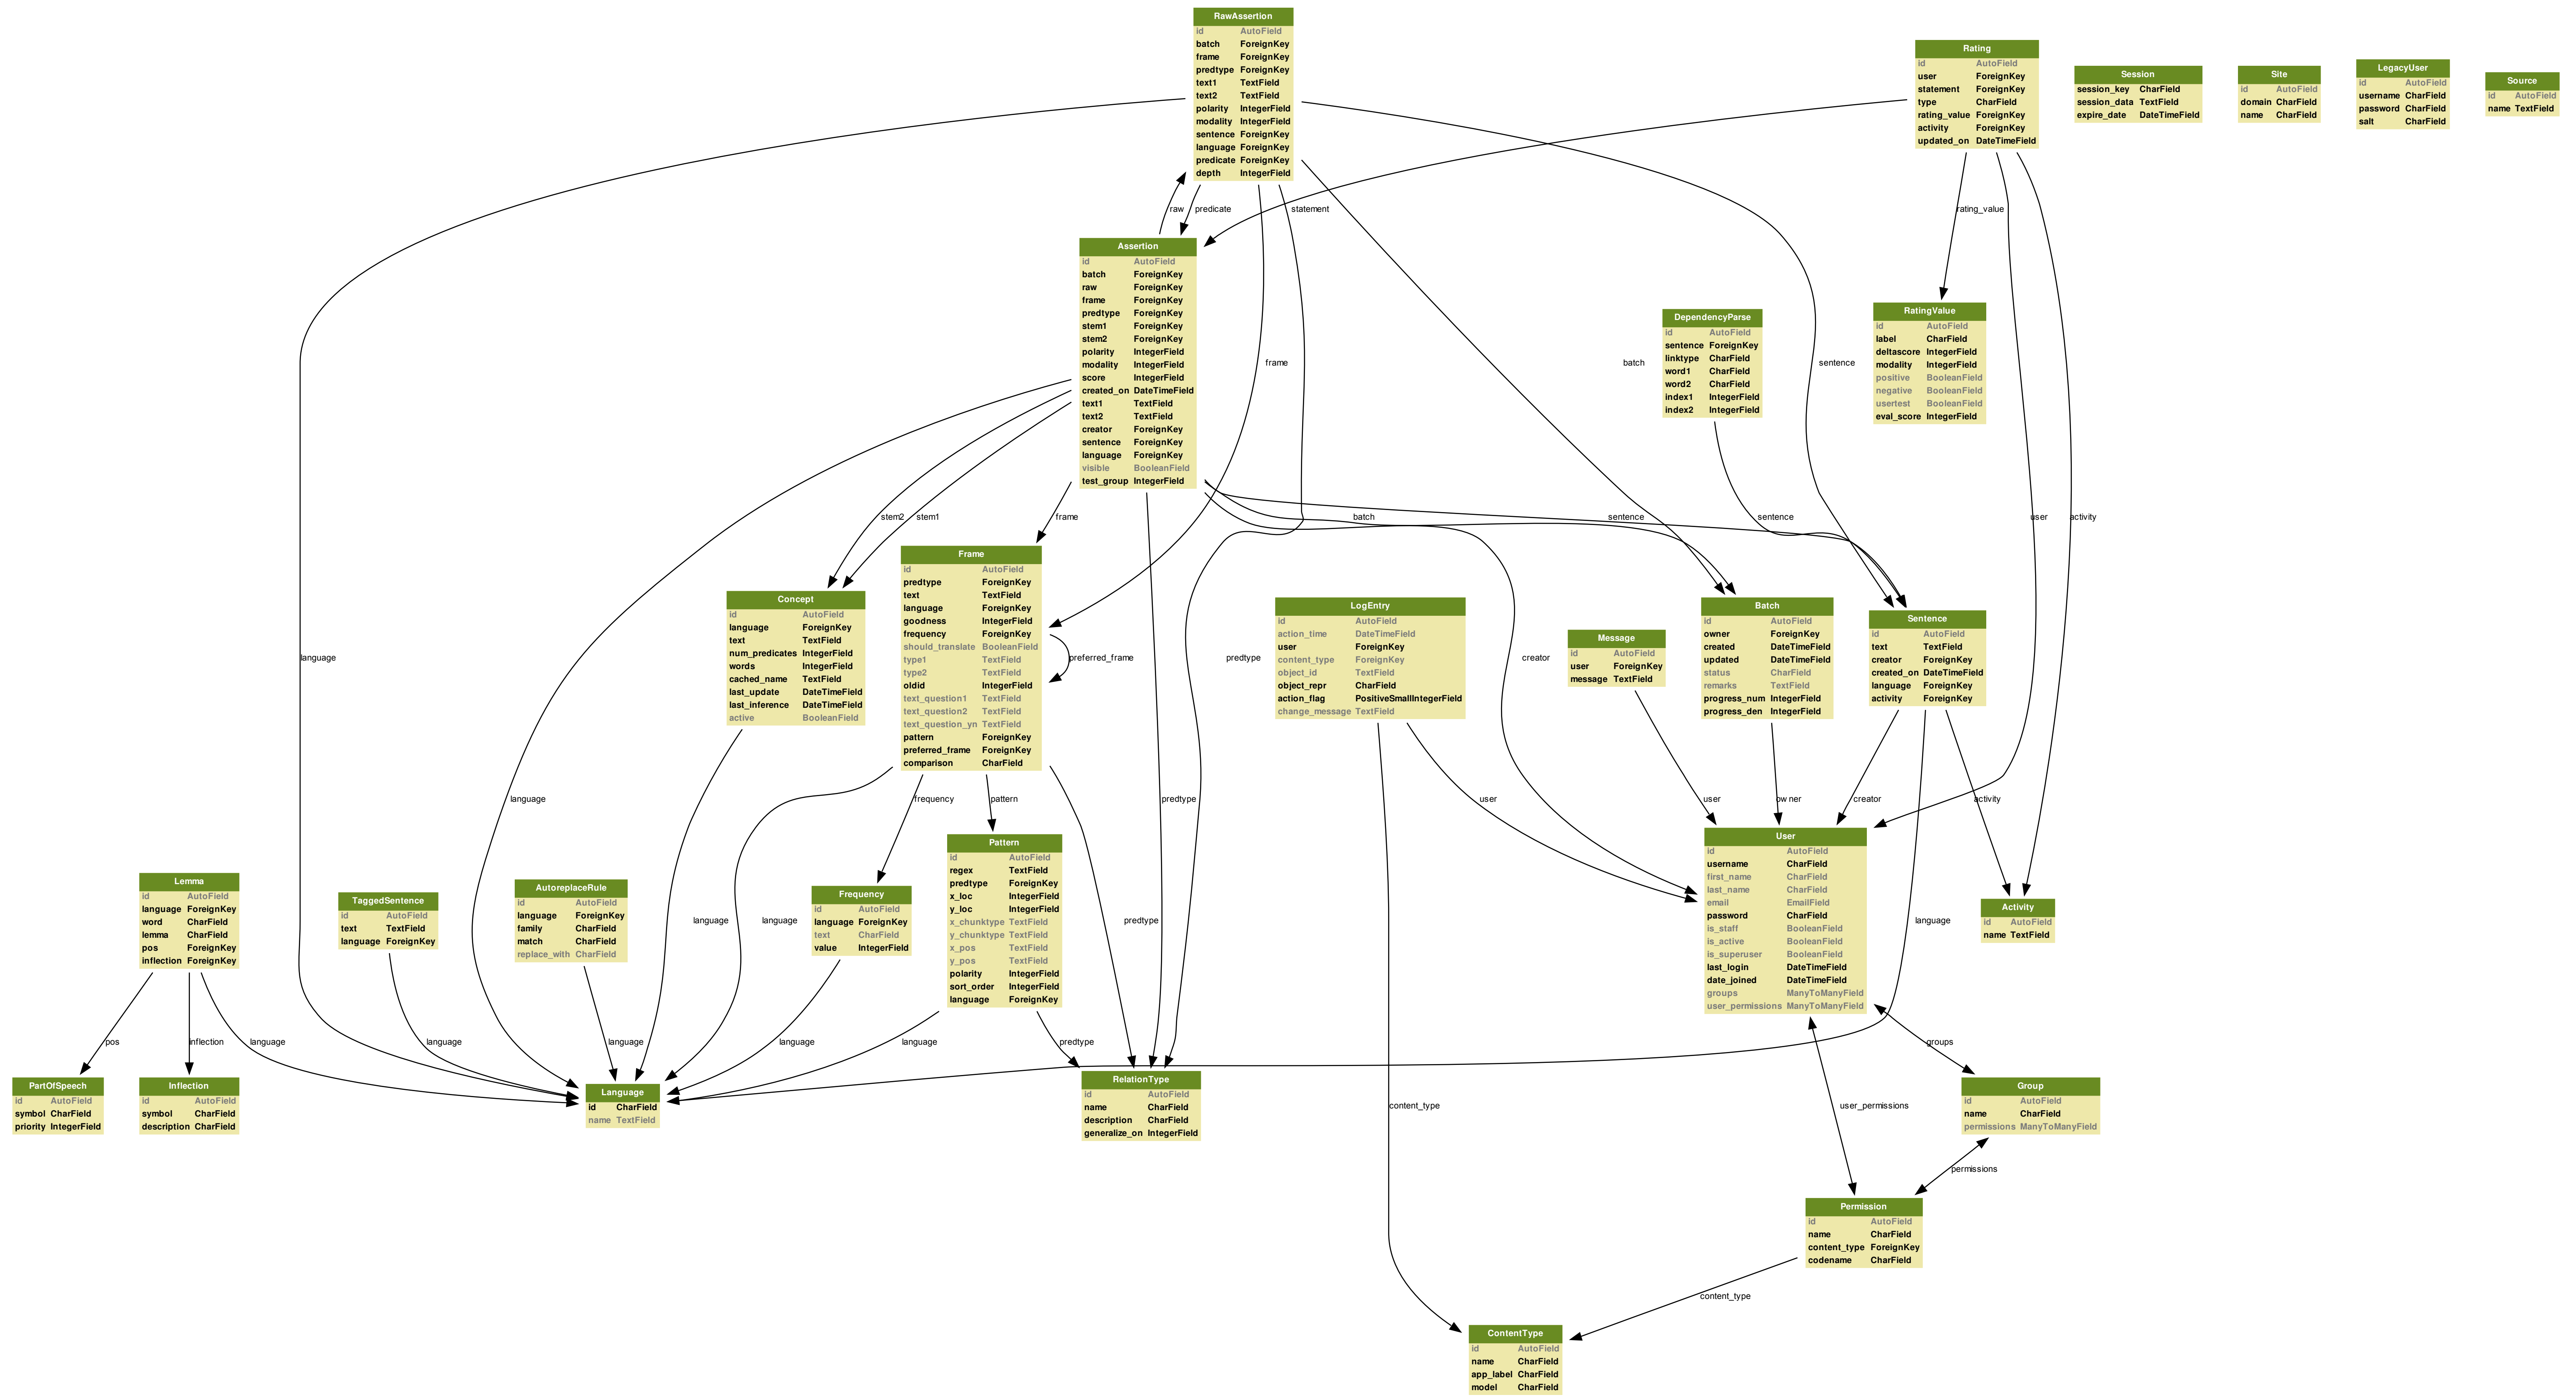 RawAssertion
id AutoField
batch ForeignKey
frame ForeignKey
predtype ForeignKey
text1 TextField
text2 TextField
polarity IntegerField
modality IntegerField
sentence ForeignKey
language ForeignKey
predicate ForeignKey
depth IntegerField
Rating
id AutoField
user ForeignKey
statement ForeignKey
type CharField
rating_value ForeignKey
activity ForeignKey
updated_on DateTimeField
Session
session_key CharField
session_data TextField
expire_date DateTimeField
Site
id AutoField
domain CharField
name CharField
LegacyUser
id AutoField
username CharField
password CharField
salt CharField
Source
id AutoField
name TextField
raw
predicate
statement
rating_value
Assertion
id AutoField
batch ForeignKey
raw ForeignKey
frame ForeignKey
predtype ForeignKey
stem1 ForeignKey
stem2 ForeignKey
polarity IntegerField
modality IntegerField
score IntegerField
created_on DateTimeField
text1 TextField
text2 TextField
creator ForeignKey
sentence ForeignKey
language ForeignKey
visible BooleanField
test_group IntegerField
frame
batch
DependencyParse
id AutoField
sentence ForeignKey
linktype CharField
word1 CharField
word2 CharField
index1 IntegerField
index2 IntegerField
sentence
RatingValue
id AutoField
label CharField
deltascore IntegerField
modality IntegerField
positive BooleanField
negative BooleanField
usertest BooleanField
eval_score IntegerField
stem2
stem1
frame
batch
sentence
sentence
user
activity
Concept
id AutoField
language ForeignKey
text TextField
num_predicates IntegerField
words IntegerField
cached_name TextField
last_update DateTimeField
last_inference DateTimeField
active BooleanField
Frame
id AutoField
predtype ForeignKey
text TextField
language ForeignKey
goodness IntegerField
frequency ForeignKey
should_translate BooleanField
type1 TextField
type2 TextField
oldid IntegerField
text_question1 TextField
text_question2 TextField
text_question_yn TextField
pattern ForeignKey
preferred_frame ForeignKey
comparison CharField
language
preferred_frame
predtype
LogEntry
id AutoField
action_time DateTimeField
user ForeignKey
content_type ForeignKey
object_id TextField
object_repr CharField
action_flag PositiveSmallIntegerField
change_message TextField
creator
Message
id AutoField
user ForeignKey
message TextField
Batch
id AutoField
owner ForeignKey
created DateTimeField
updated DateTimeField
status CharField
remarks TextField
progress_num IntegerField
progress_den IntegerField
Sentence
id AutoField
text TextField
creator ForeignKey
created_on DateTimeField
language ForeignKey
activity ForeignKey
language
frequency
pattern
predtype
user
user
owner
creator
activity
Lemma
id AutoField
language ForeignKey
word CharField
lemma CharField
pos ForeignKey
inflection ForeignKey
TaggedSentence
id AutoField
text TextField
language ForeignKey
AutoreplaceRule
id AutoField
language ForeignKey
family CharField
match CharField
replace_with CharField
language
language
Frequency
id AutoField
language ForeignKey
text CharField
value IntegerField
Pattern
id AutoField
regex TextField
predtype ForeignKey
x_loc IntegerField
y_loc IntegerField
x_chunktype TextField
y_chunktype TextField
x_pos TextField
y_pos TextField
polarity IntegerField
sort_order IntegerField
language ForeignKey
predtype
User
id AutoField
username CharField
first_name CharField
last_name CharField
email EmailField
password CharField
is_staff BooleanField
is_active BooleanField
is_superuser BooleanField
last_login DateTimeField
date_joined DateTimeField
groups ManyToManyField
user_permissions ManyToManyField
language
Activity
id AutoField
name TextField
pos
inflection
language
language
language
language
language
predtype
groups
PartOfSpeech
id AutoField
symbol CharField
priority IntegerField
Inflection
id AutoField
symbol CharField
description CharField
Language
id CharField
name TextField
RelationType
id AutoField
name CharField
description CharField
generalize_on IntegerField
content_type
user_permissions
Group
id AutoField
name CharField
permissions ManyToManyField
permissions
Permission
id AutoField
name CharField
content_type ForeignKey
codename CharField
content_type
ContentType
id AutoField
name CharField
app_label CharField
model CharField